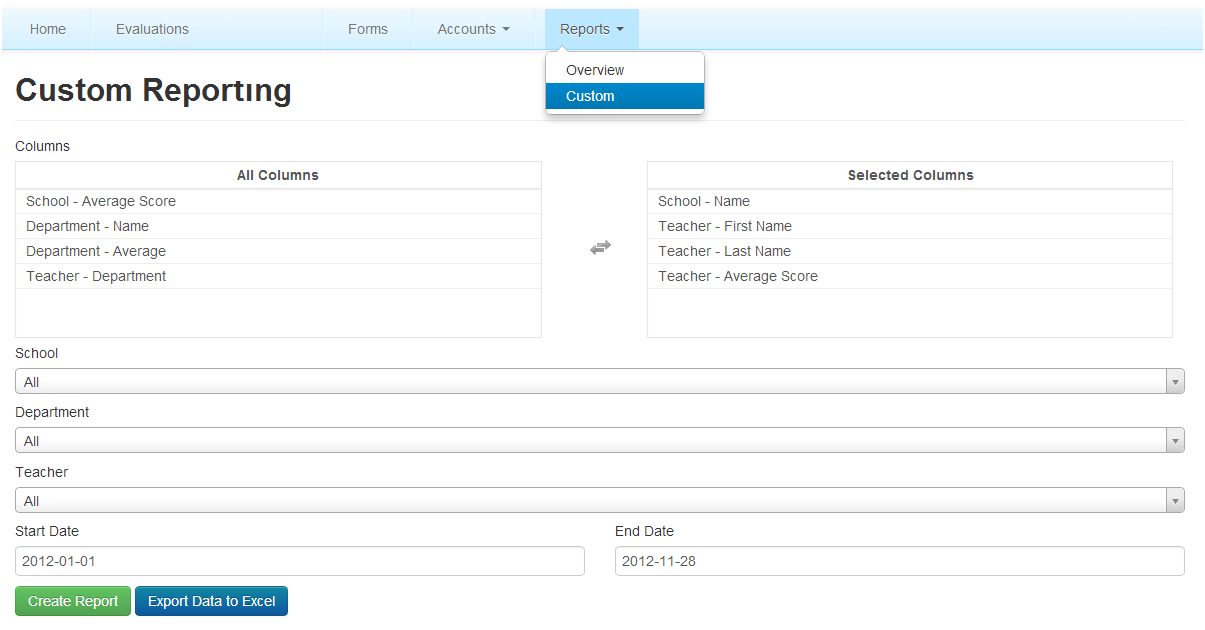 Home Evaluations Forms Accounts Reports
Overview
Custom
Custom Reporting
Columns
All Columns Selected Columns
School - Average Score School - Name
Department - Name Teacher - First Name
Department - Average Teacher - Last Name
Teacher - Department Teacher - Average Score
School
All
Department
All
Teacher
All
Start Date End Date
2012-01-01 2012-11-28
Create Report Export Data to Excel